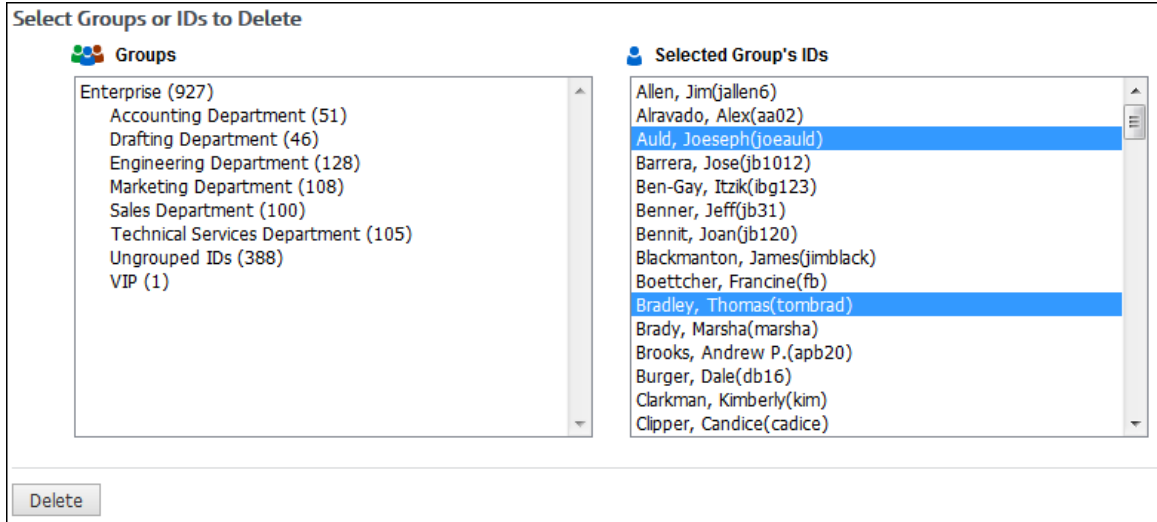 Select Groups or IDs to Delete
Groups
Enterprise (927)
Accounting Department (51)
Drafting Department (46)
Engineering Department (128)
Marketing Department (108)
Sales Department (100)
Technical Services Department (105)
Ungrouped IDs (388)
VIP (1)
Selected Group's IDs
Allen, Jim(jallen6)
Alravado, Alex(aa02)
Auld, Joeseph(joeauld)
Barrera, Jose(jb1012)
Ben-Gay, Itzik(ibg123)
Benner, Jeff(jb31)
Bennit, Joan(jb120)
Blackmanton, James(jimblack)
Boettcher, Francine(fb)
Bradley, Thomas(tombrad)
Brady, Marsha(marsha)
Brooks, Andrew P.(apb20)
Burger, Dale(db16)
Clarkman, Kimberly(kim)
Clipper, Candice(cadice)
Delete